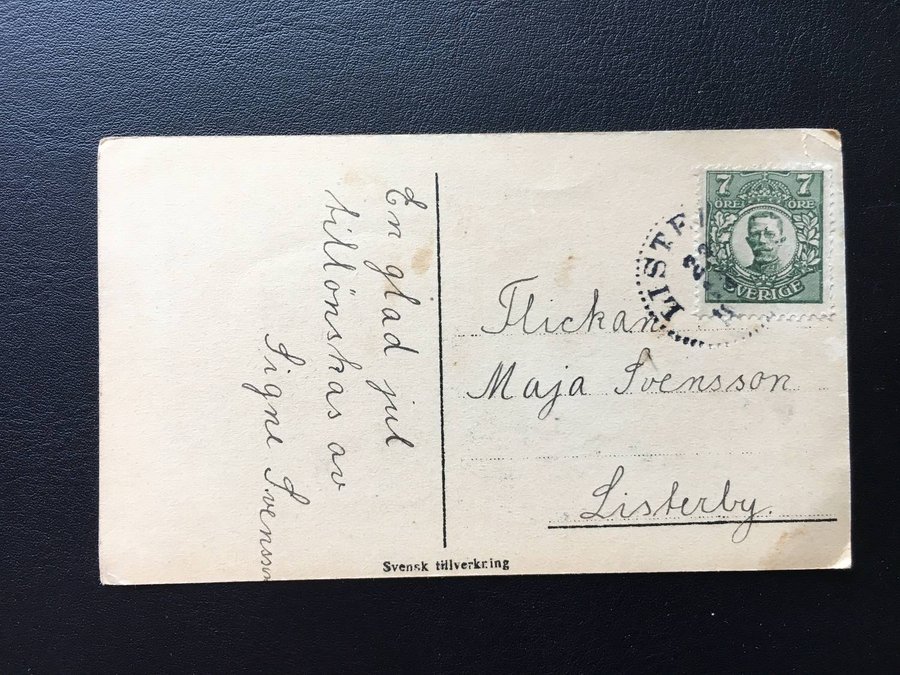 En glad jul
tillönskas av
Signe Svensson
7 7
ÖRE ÖRE
SVERIGE
Flickan
Maja Svensson
Listerby.
Svensk tillverkning